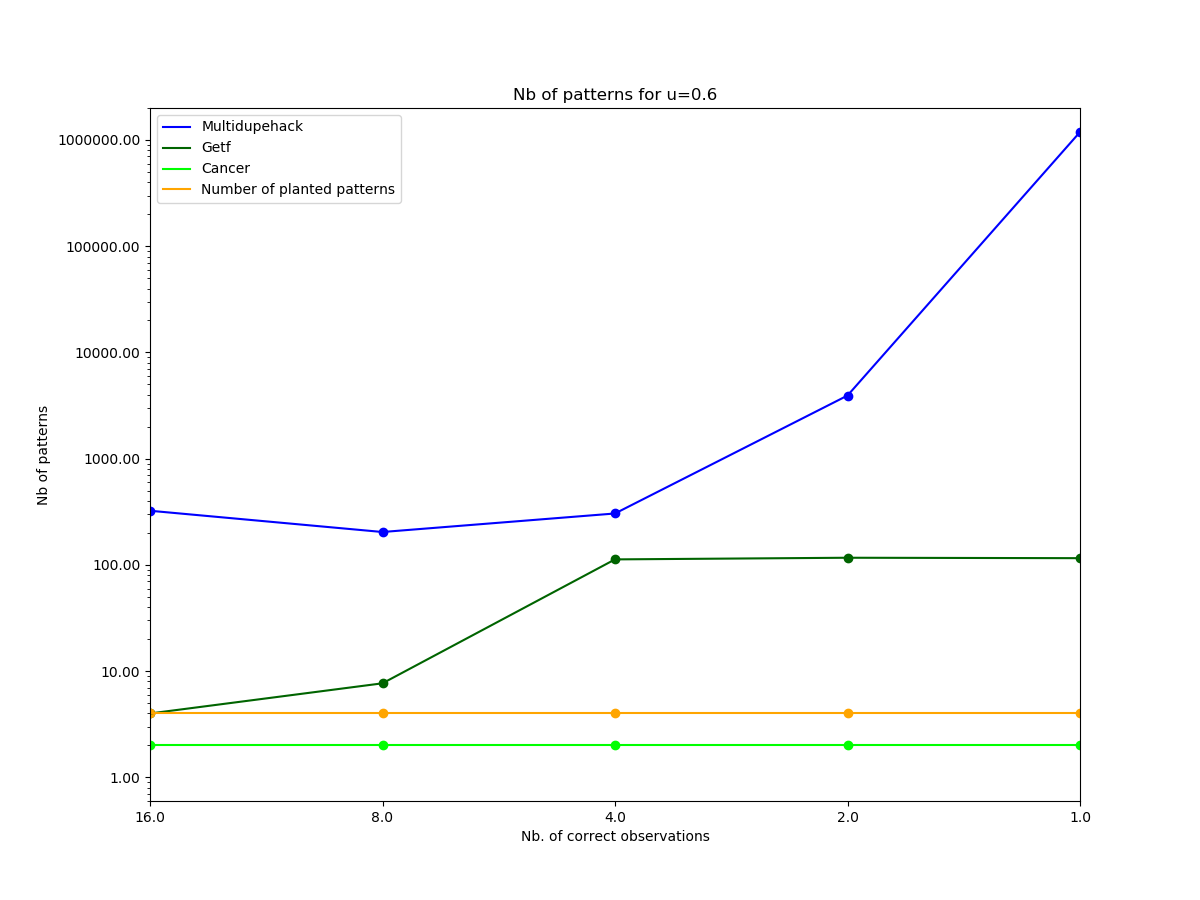 Nb of patterns for u=0.6
Multidupehack
Getf
Cancer
Number of planted patterns
1000000.00
100000.00
10000.00
1000.00
100.00
10.00
1.00
Nb of patterns
16.0 8.0 4.0 2.0 1.0
Nb. of correct observations